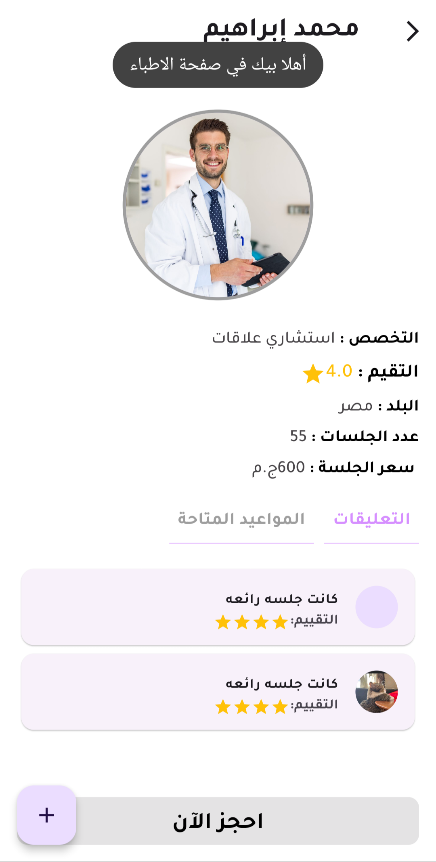 محمد إبراهيم
أهلا بيك في صفحة الاطباء
التخصص : استشاري علاقات
التقيم : 4.0
البلد : مصر
عدد الجلسات : 55
سعر الجلسة : 600ج.م
التعليقات المواعيد المتاحة
كانت جلسه رائعه
التقييم:
كانت جلسه رائعه
التقييم:
احجز الآن
+